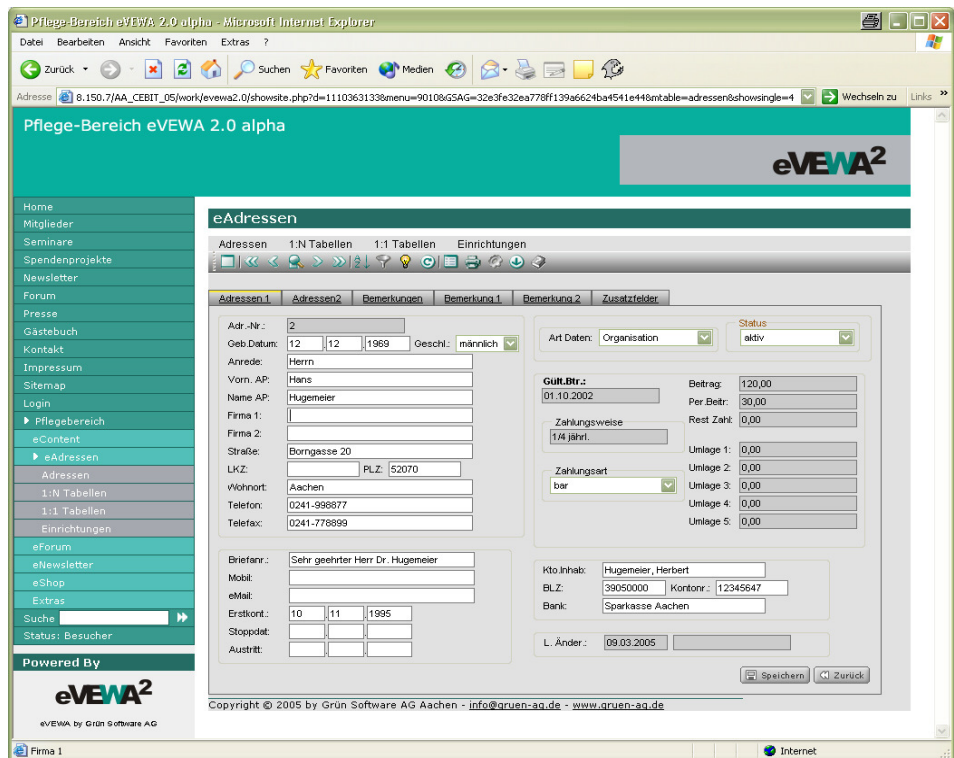 Pflege-Bereich eVEWA 2.0 alpha - Microsoft Internet Explorer
Datei Bearbeiten Ansicht Favoriten Extras ?
Zurück Suchen Favoriten Medien
Adresse 8.150.7/AA_CEBIT_05/work/evewa2.0/showsite.php?d=1110363133&menu=9010&GSAG=32e3fe32ea778ff139a6624ba4541e44&mtable=adressen&showsingle=4 Wechseln zu Links »
Pflege-Bereich eVEWA 2.0 alpha
eVEWA2
Home
Mitglieder
Seminare
Spendenprojekte
Newsletter
Forum
Presse
Gästebuch
Kontakt
Impressum
Sitemap
Login
Pflegebereich
eContent
eAdressen
Adressen
1:N Tabellen
1:1 Tabellen
Einrichtungen
eForum
eNewsletter
eShop
Extras
Suche
Status: Besucher
Powered By
eVEWA2
eVEWA by Grün Software AG
eAdressen
Adressen 1:N Tabellen 1:1 Tabellen Einrichtungen
Adressen 1 Adressen2 Bemerkungen Bemerkung 1 Bemerkung 2 Zusatzfelder
Adr.-Nr.: 2
Geb.Datum: 12 . 12 . 1969 Geschl.: männlich
Anrede: Herrn
Vorn. AP: Hans
Name AP: Hugemeier
Firma 1:
Firma 2:
Straße: Borngasse 20
LKZ: PLZ: 52070
Wohnort: Aachen
Telefon: 0241-998877
Telefax: 0241-778899
Briefanr.: Sehr geehrter Herr Dr. Hugemeier
Mobil:
eMail:
Erstkont.: 10 . 11 . 1995
Stoppdat: . .
Austritt: . .
Art Daten: Organisation
Status
aktiv
Gült.Btr.:
01.10.2002
Zahlungsweise
1/4 jährl.
Zahlungsart
bar
Beitrag: 120,00
Per.Beitr: 30,00
Rest Zahl: 0,00
Umlage 1: 0,00
Umlage 2: 0,00
Umlage 3: 0,00
Umlage 4: 0,00
Umlage 5: 0,00
Kto.Inhab: Hugemeier, Herbert
BLZ: 39050000 Kontonr.: 12345647
Bank: Sparkasse Aachen
L. Änder.: 09.03.2005
Speichern Zurück
Copyright © 2005 by Grün Software AG Aachen - info@gruen-ag.de - www.gruen-ag.de
Firma 1 Internet